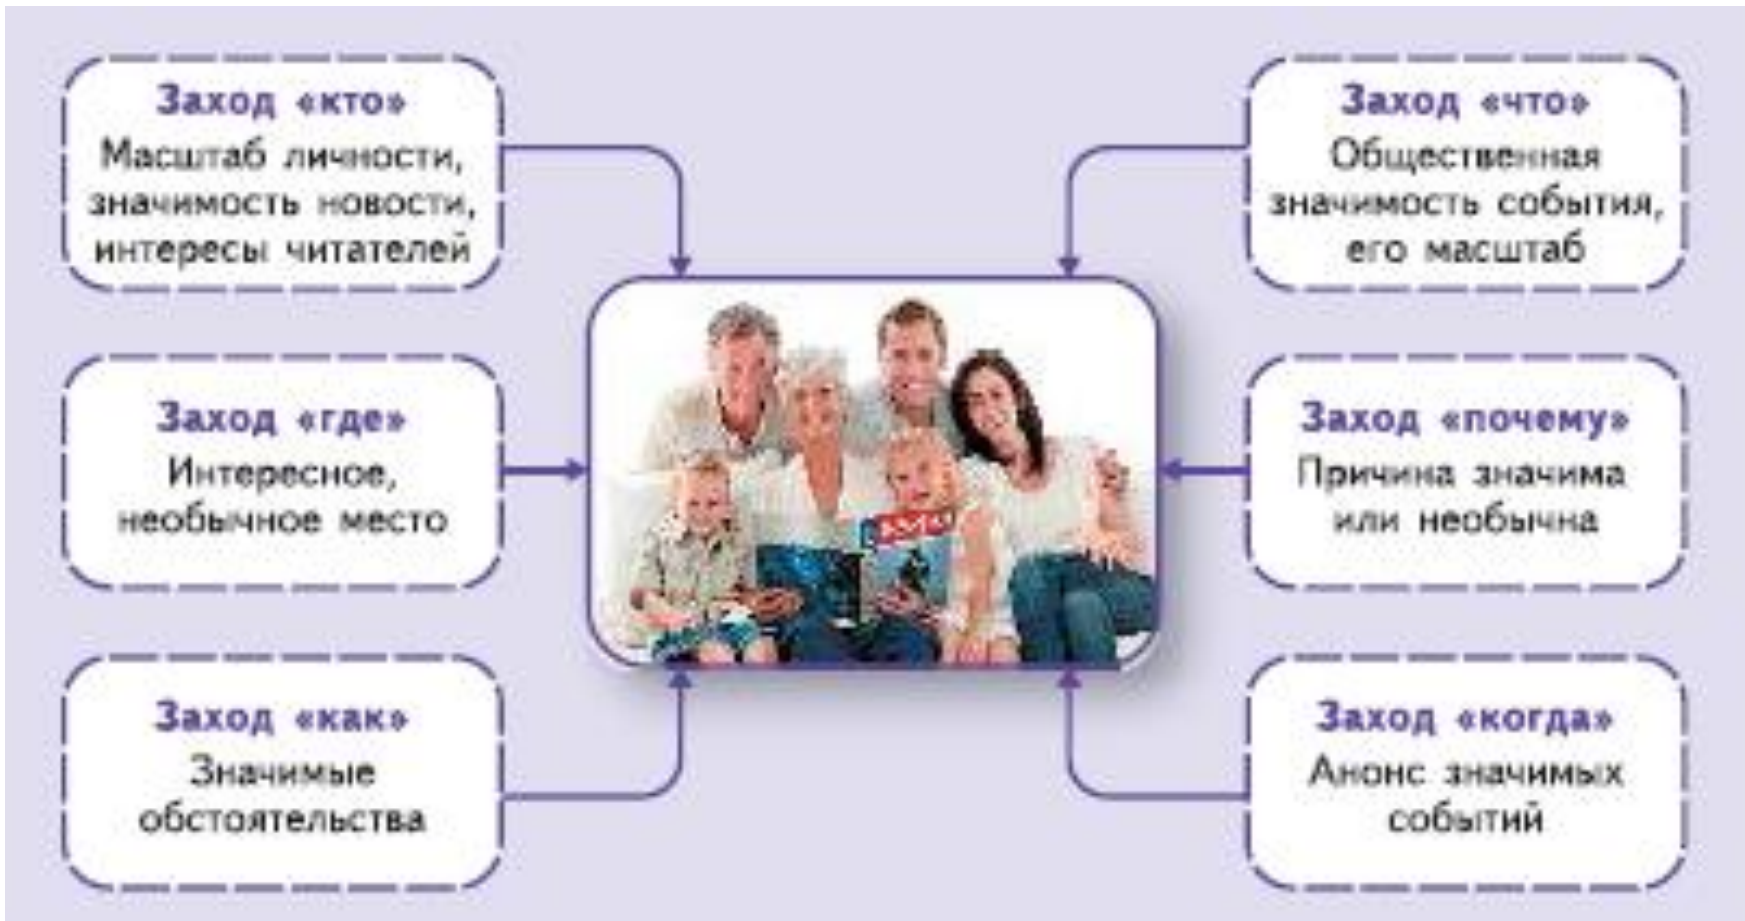 Заход «кто»
Масштаб личности,
значимость новости,
интересы читателей
Заход «что»
Общественная
значимость события,
его масштаб
Заход «где»
Интересное,
необычное место
Заход «почему»
Причина значима
или необычна
Заход «как»
Значимые
обстоятельства
Заход «когда»
Анонс значимых
событий